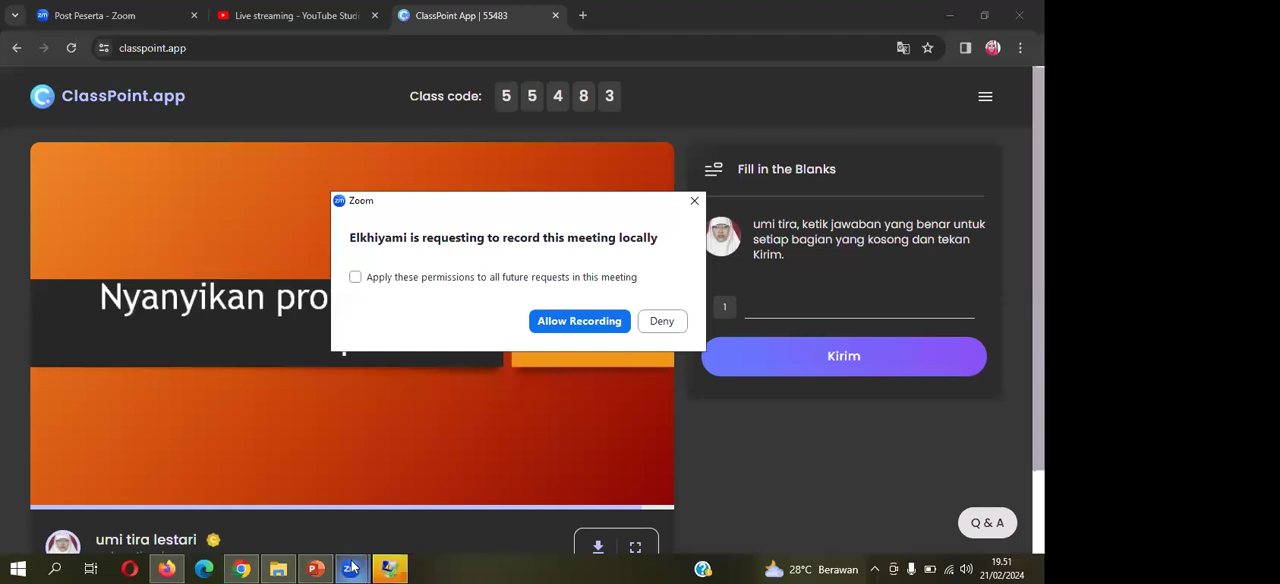 Post Peserta - Zoom
Live streaming - YouTube Studi
ClassPoint App | 55483
classpoint.app
ClassPoint.app
Class code: 5 5 4 8 3
Fill in the Blanks
umi tira, ketik jawaban yang benar untuk
setiap bagian yang kosong dan tekan
Kirim.
1
Kirim
Nyanyikan pro
Zoom
Elkhiyami is requesting to record this meeting locally
Apply these permissions to all future requests in this meeting
Allow Recording
Deny
umi tira lestari
Q & A
28°C Berawan
19.51
21/02/2024